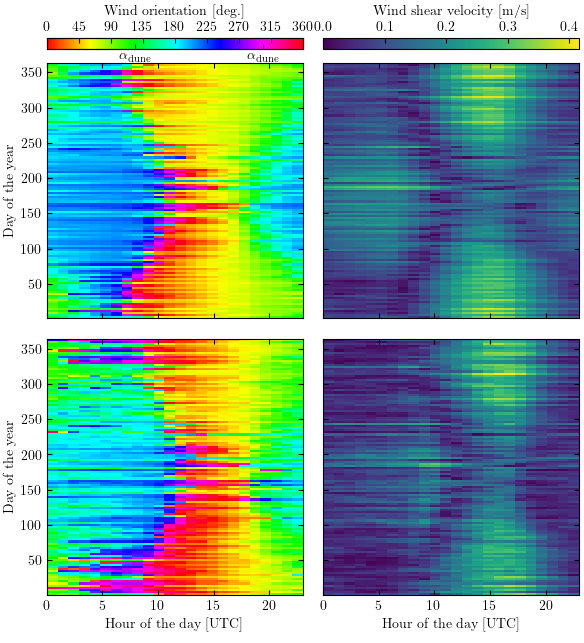 Wind orientation [deg.] Wind shear velocity [m/s]
0 45 90 135 180 225 270 315 360 0.0 0.1 0.2 0.3 0.4
αdune αdune
350
300
250
200
150
100
50
Day of the year
350
300
250
200
150
100
50
Day of the year
0 5 10 15 20 0 5 10 15 20
Hour of the day [UTC] Hour of the day [UTC]